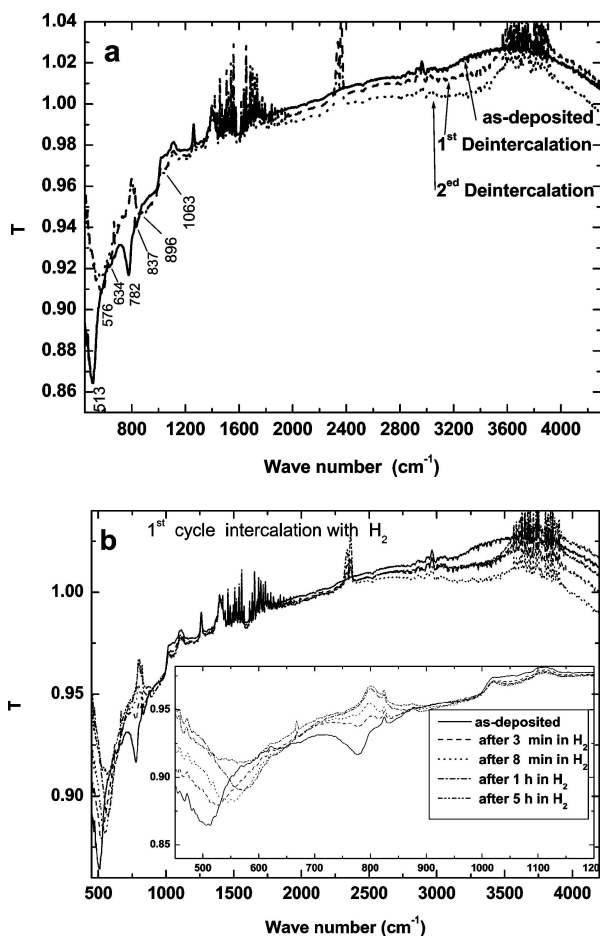 a
1.04
1.02
1.00
0.98
0.96
0.94
0.92
0.90
0.88
0.86
T
as-deposited
1st Deintercalation
2ed Deintercalation
1063
896
837
782
634
576
513
800 1200 1600 2000 2400 2800 3200 3600 4000
Wave number (cm-1)
b
1st cycle intercalation with H2
1.00
0.95
0.90
T
0.95
0.90
0.85
as-deposited
after 3 min in H2
after 8 min in H2
after 1 h in H2
after 5 h in H2
500 600 700 800 900 1000 1100 120
500 1000 1500 2000 2500 3000 3500 4000
Wave number (cm-1)